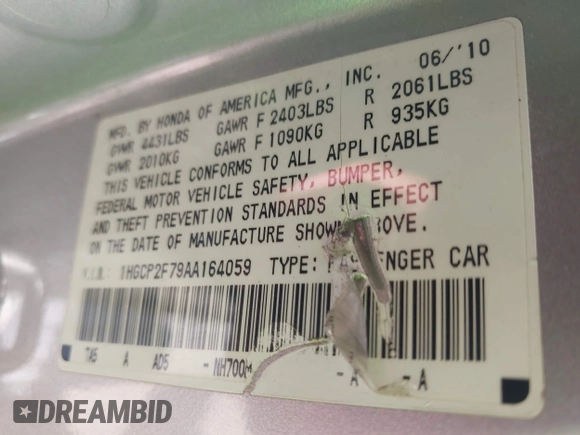 MFD. BY HONDA OF AMERICA MFG., INC. 06/'10
GVWR 4431LBS GAWR F 2403LBS R 2061LBS
GVWR 2010KG GAWR F 1090KG R 935KG
THIS VEHICLE CONFORMS TO ALL APPLICABLE
FEDERAL MOTOR VEHICLE SAFETY, BUMPER,
AND THEFT PREVENTION STANDARDS IN EFFECT
ON THE DATE OF MANUFACTURE SHOWN ABOVE.
V.I.N.: 1HGCP2F79AA164059 TYPE: PASSENGER CAR
TA5 A AD5 - NH700M -A -A
DREAMBID